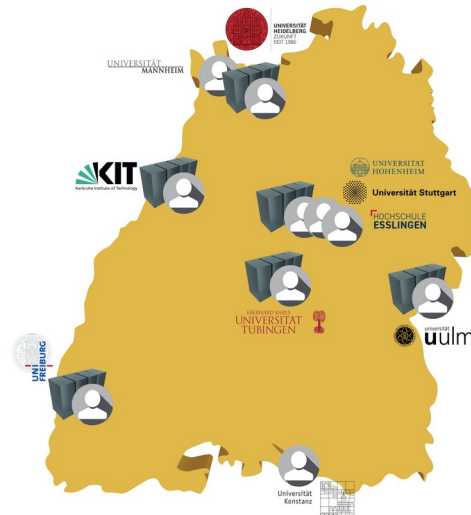 UNIVERSITÄT
HEIDELBERG
ZUKUNFT
SEIT 1386
UNIVERSITÄT
MANNHEIM
KIT
Karlsruhe Institute of Technology
UNIVERSITÄT
HOHENHEIM
Universität Stuttgart
HOCHSCHULE
ESSLINGEN
EBERHARD KARLS
UNIVERSITÄT
TÜBINGEN
universität
uulm
UNI
FREIBURG
Universität
Konstanz